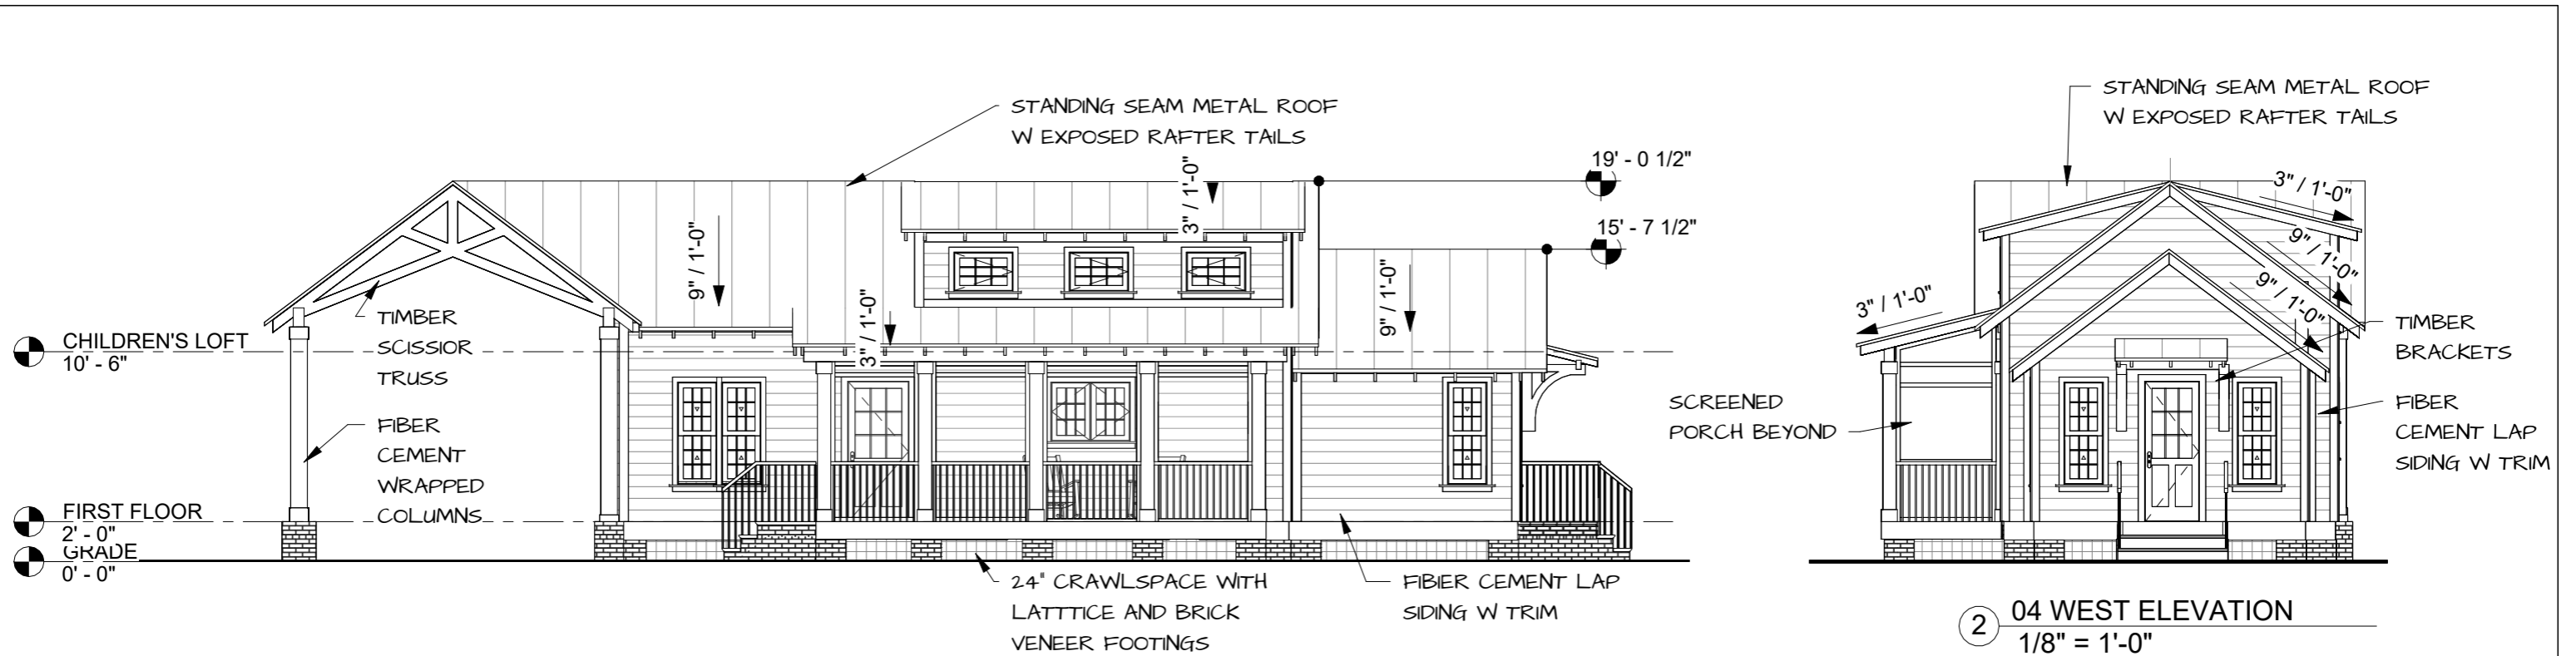 STANDING SEAM METAL ROOF
W EXPOSED RAFTER TAILS
3" / 1'-0"
19' - 0 1/2"
15' - 7 1/2"
9" / 1'-0"
3" / 1'-0"
9" / 1'-0"
CHILDREN'S LOFT
10' - 6"
TIMBER
SCISSIOR
TRUSS
FIBER
CEMENT
WRAPPED
COLUMNS
FIRST FLOOR
2' - 0"
GRADE
0' - 0"
24" CRAWLSPACE WITH
LATTTICE AND BRICK
VENEER FOOTINGS
FIBIER CEMENT LAP
SIDING W TRIM
STANDING SEAM METAL ROOF
W EXPOSED RAFTER TAILS
3" / 1'-0"
9" / 1'-0"
9" / 1'-0"
3" / 1'-0"
TIMBER
BRACKETS
SCREENED
PORCH BEYOND
FIBER
CEMENT LAP
SIDING W TRIM
2
04 WEST ELEVATION
1/8" = 1'-0"